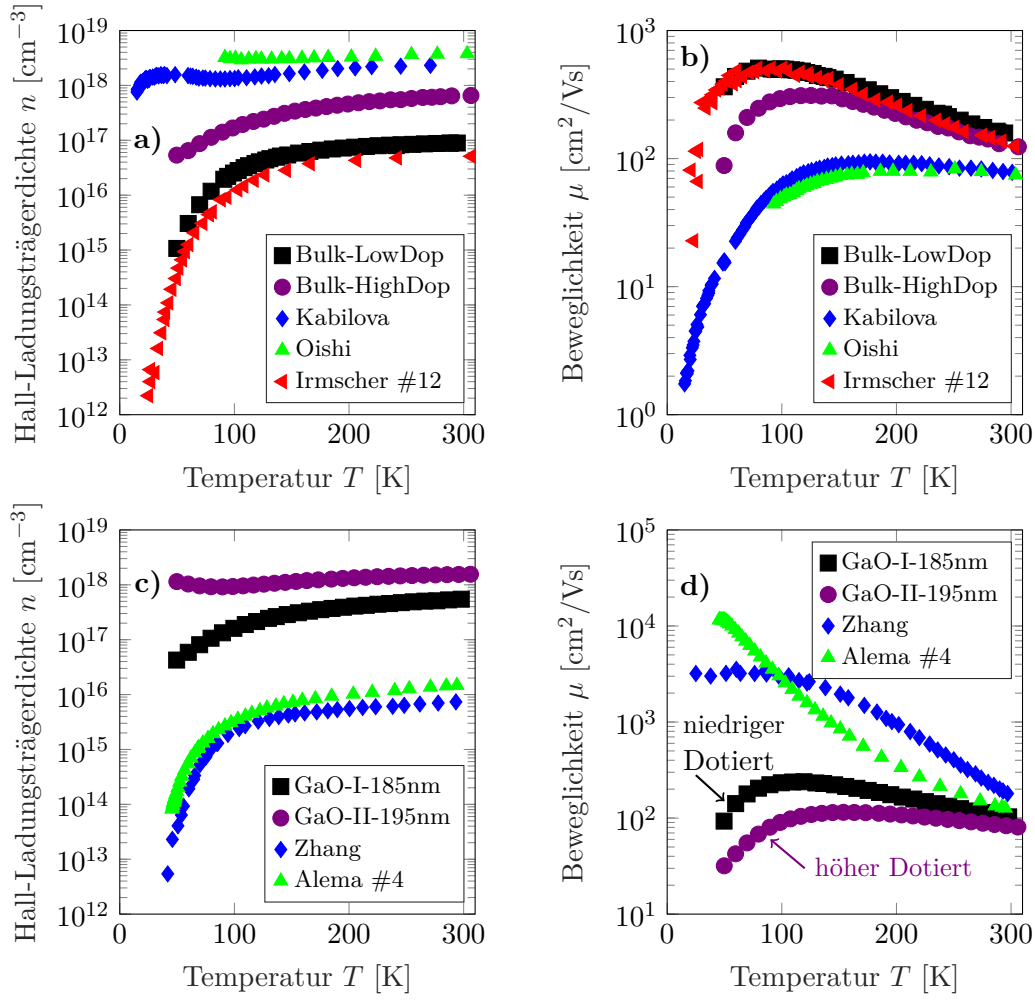 10^19
10^18
10^17
10^16
10^15
10^14
10^13
10^12
0
100
200
300
Hall-Ladungsträgerdichte n [cm^−3]
Temperatur T [K]
a)
Bulk-LowDop
Bulk-HighDop
Kabilova
Oishi
Irmscher #12
10^3
10^2
10^1
10^0
0
100
200
300
Beweglichkeit µ [cm^2/Vs]
Temperatur T [K]
b)
Bulk-LowDop
Bulk-HighDop
Kabilova
Oishi
Irmscher #12
10^19
10^18
10^17
10^16
10^15
10^14
10^13
10^12
0
100
200
300
Hall-Ladungsträgerdichte n [cm^−3]
Temperatur T [K]
c)
GaO-I-185nm
GaO-II-195nm
Zhang
Alema #4
10^5
10^4
10^3
10^2
10^1
0
100
200
300
Beweglichkeit µ [cm^2/Vs]
Temperatur T [K]
d)
GaO-I-185nm
GaO-II-195nm
Zhang
Alema #4
niedriger
Dotiert
höher Dotiert